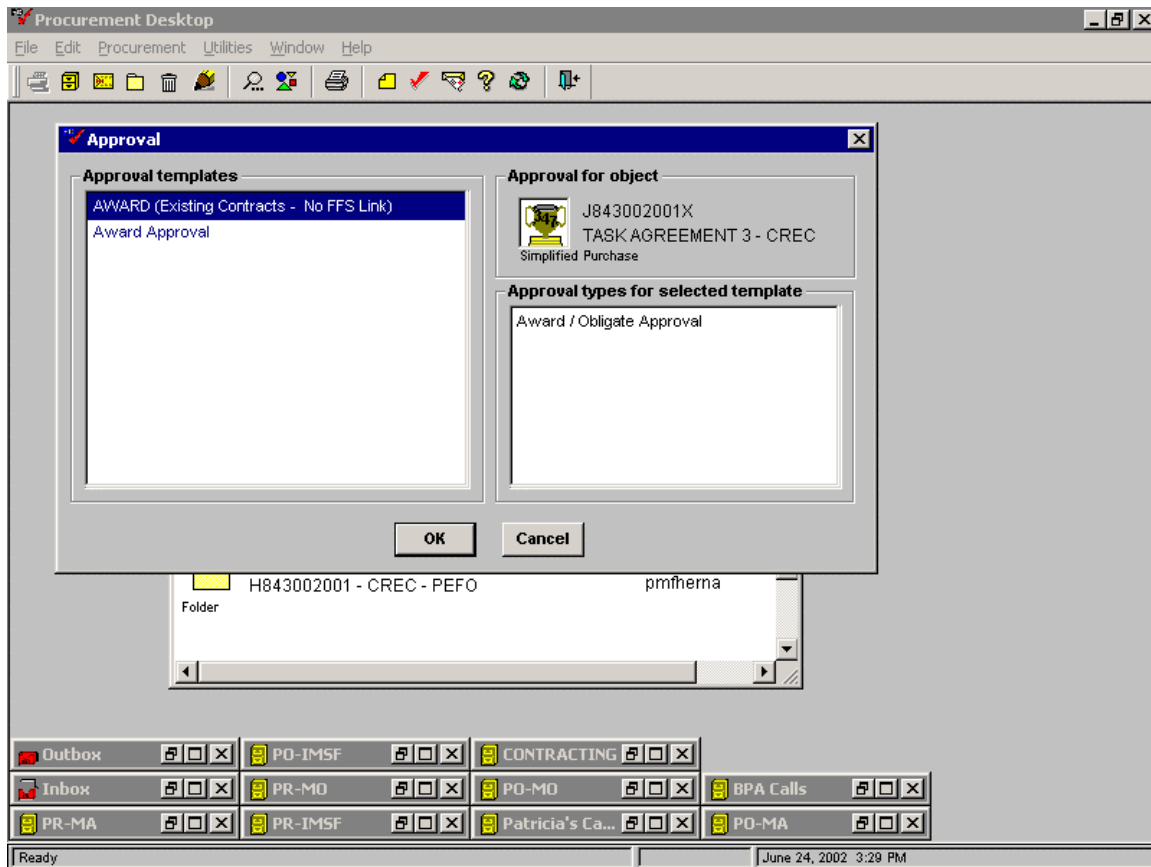 Procurement Desktop
File Edit Procurement Utilities Window Help
Approval
Approval templates
AWARD (Existing Contracts - No FFS Link)
Award Approval
Approval for object
347
J843002001X
TASK AGREEMENT 3 - CREC
Simplified Purchase
Approval types for selected template
Award / Obligate Approval
OK Cancel
H843002001 - CREC - PEFO pmfherna
Folder
Outbox PO-IMSF CONTRACTING
Inbox PR-MO PO-MO BPA Calls
PR-MA PR-IMSF Patricia's Ca... PO-MA
Ready June 24, 2002 3:29 PM